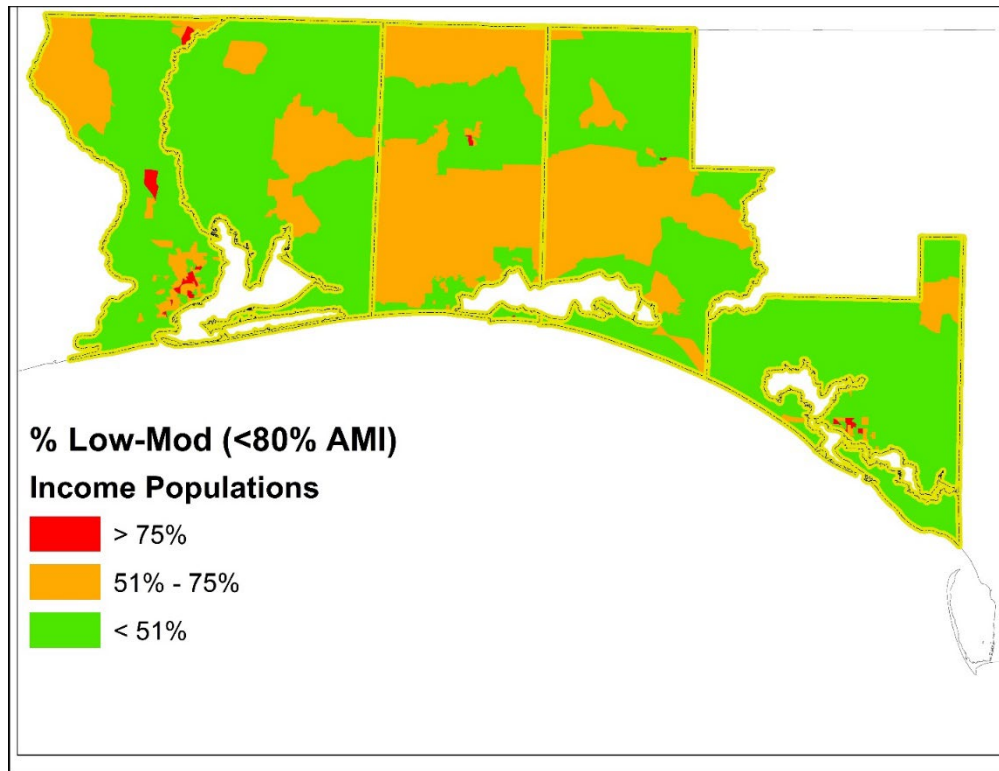 % Low-Mod (<80% AMI)
Income Populations
> 75%
51% - 75%
< 51%